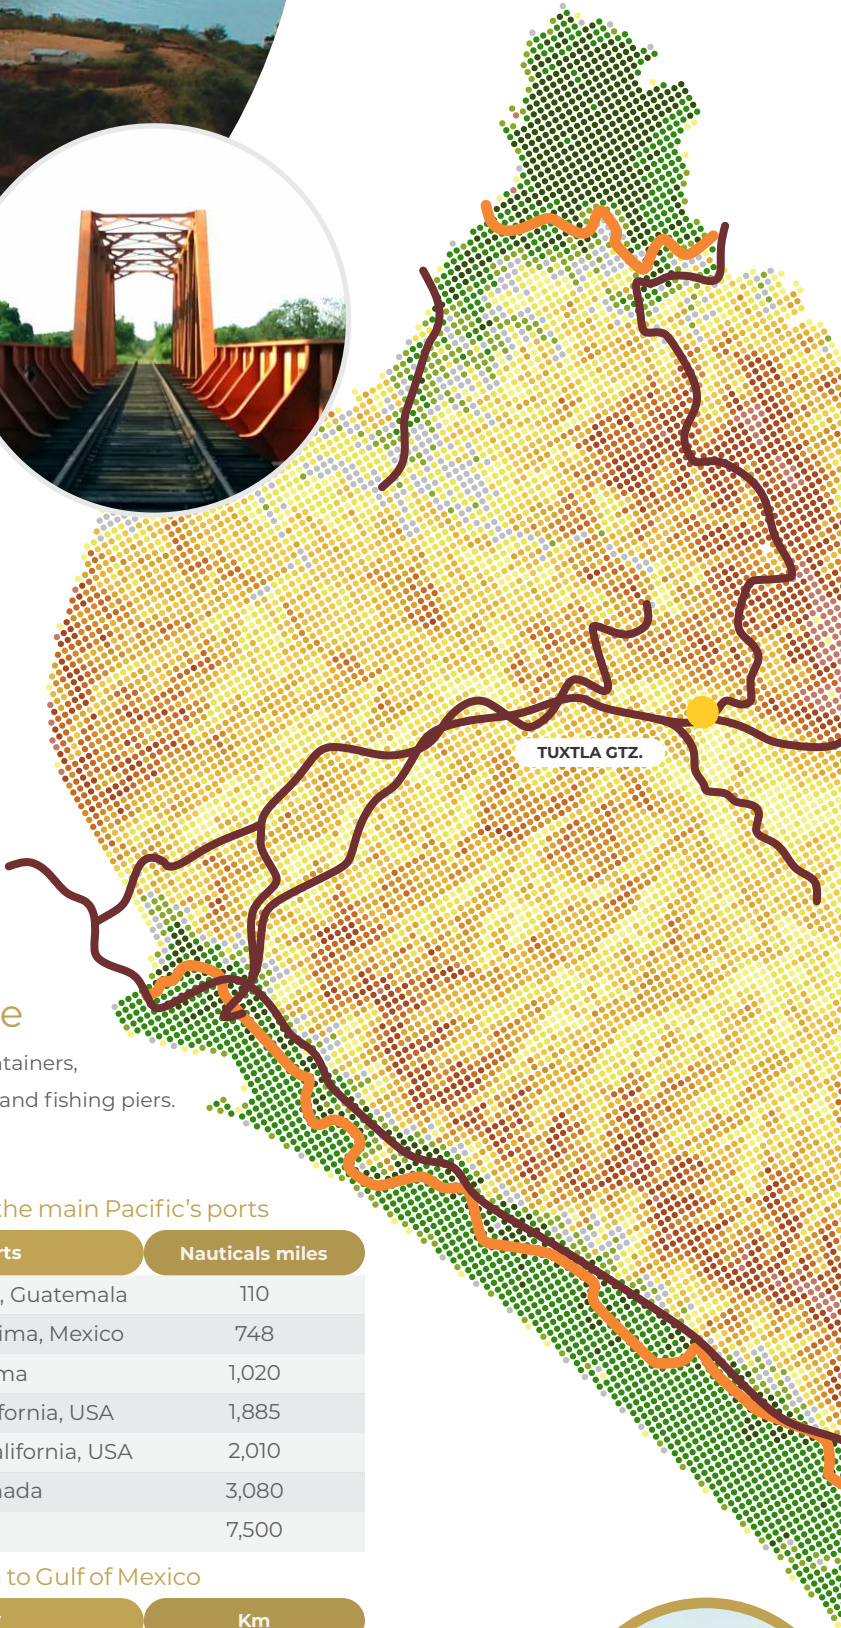 TUXTLA GTZ.
e
tainers,
and fishing piers.
the main Pacific’s ports
rts
Nauticals miles
, Guatemala 110
ima, Mexico 748
ma 1,020
fornia, USA 1,885
alifornia, USA 2,010
nada 3,080
7,500
to Gulf of Mexico
Km